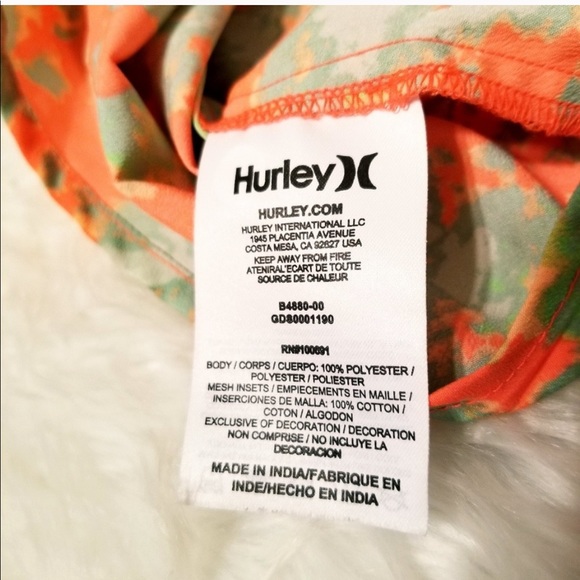 Hurley
HURLEY.COM
HURLEY INTERNATIONAL LLC
1945 PLACENTIA AVENUE
COSTA MESA, CA 92627 USA
KEEP AWAY FROM FIRE
ATENIRAL'ECART DE TOUTE
SOURCE DE CHALEUR
B4880-00
GDS0001190
RN#100691
BODY / CORPS / CUERPO: 100% POLYESTER /
POLYESTER / POLIESTER
MESH INSETS / EMPIECEMENTS EN MAILLE /
INSERCIONES DE MALLA: 100% COTTON /
COTON / ALGODON
EXCLUSIVE OF DECORATION / DECORATION
NON COMPRISE / NO INCLUYE LA
DECORACION
MADE IN INDIA/FABRIQUE EN
INDE/HECHO EN INDIA